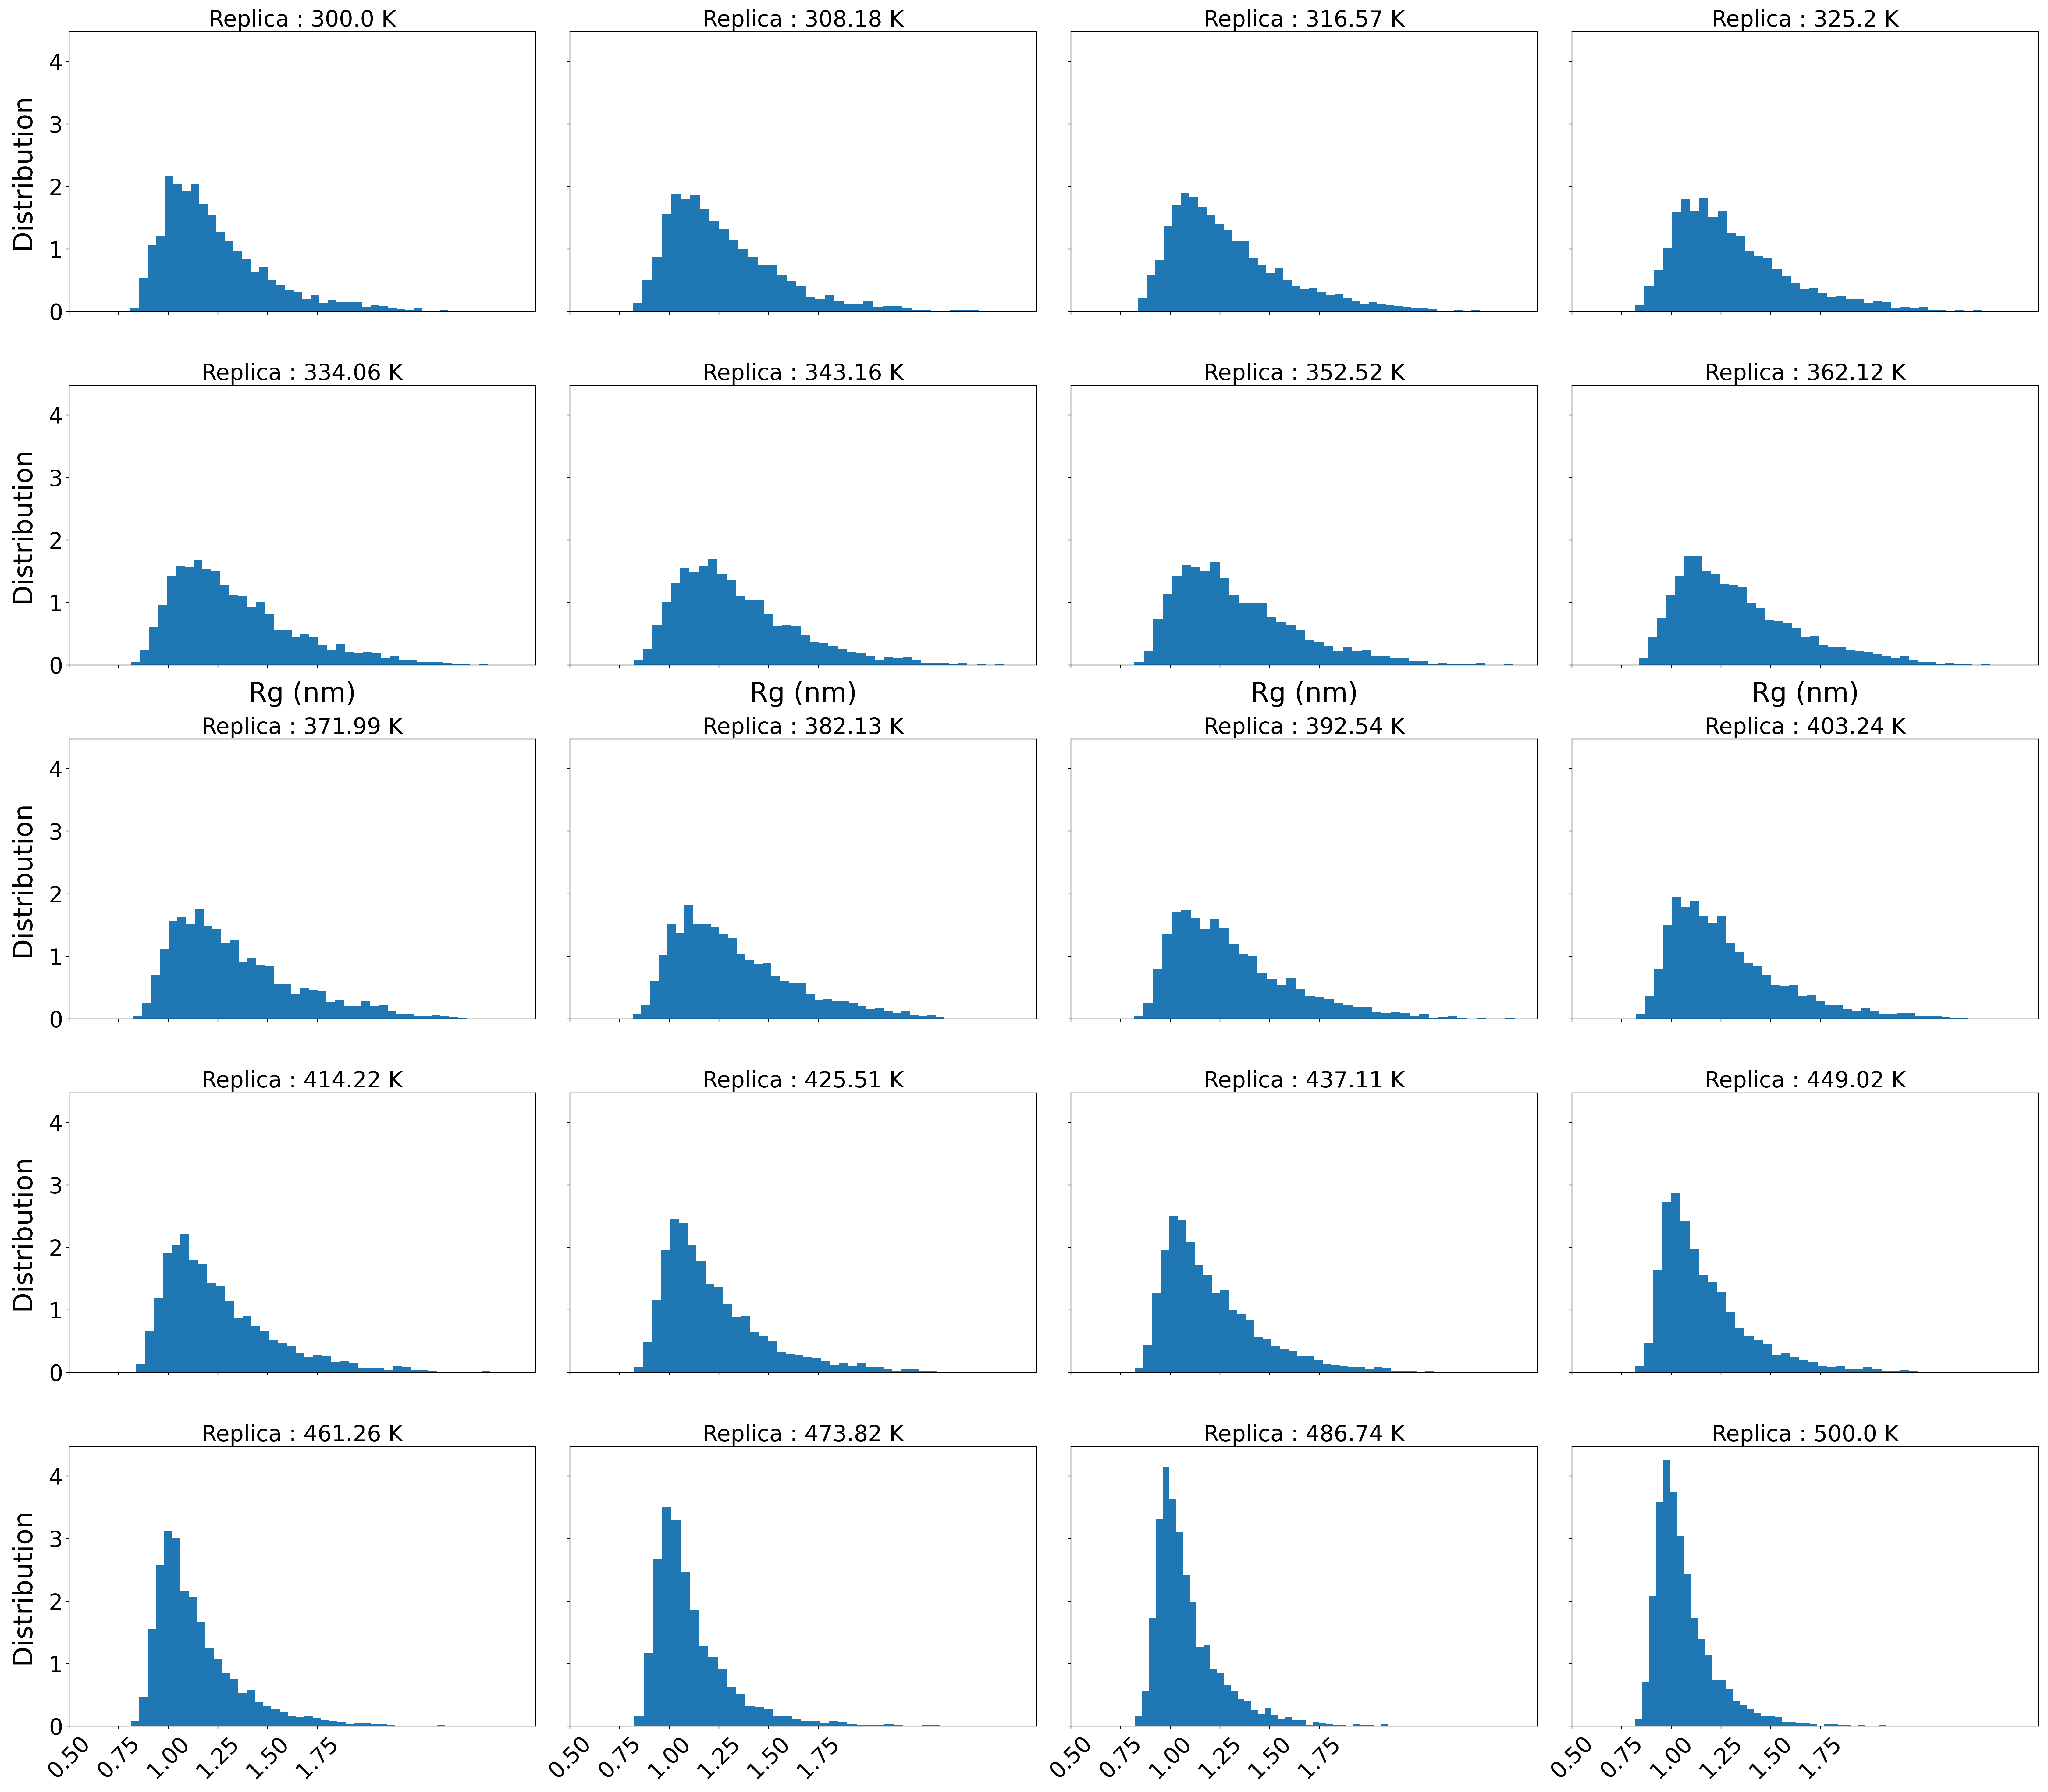 Replica : 300.0 K
Replica : 308.18 K
Replica : 316.57 K
Replica : 325.2 K
4
3
2
1
0
Distribution
Replica : 334.06 K
Replica : 343.16 K
Replica : 352.52 K
Replica : 362.12 K
4
3
2
1
0
Distribution
Rg (nm)
Rg (nm)
Rg (nm)
Rg (nm)
Replica : 371.99 K
Replica : 382.13 K
Replica : 392.54 K
Replica : 403.24 K
4
3
2
1
0
Distribution
Replica : 414.22 K
Replica : 425.51 K
Replica : 437.11 K
Replica : 449.02 K
4
3
2
1
0
Distribution
Replica : 461.26 K
Replica : 473.82 K
Replica : 486.74 K
Replica : 500.0 K
4
3
2
1
0
Distribution
0.50 0.75 1.00 1.25 1.50 1.75
0.50 0.75 1.00 1.25 1.50 1.75
0.50 0.75 1.00 1.25 1.50 1.75
0.50 0.75 1.00 1.25 1.50 1.75